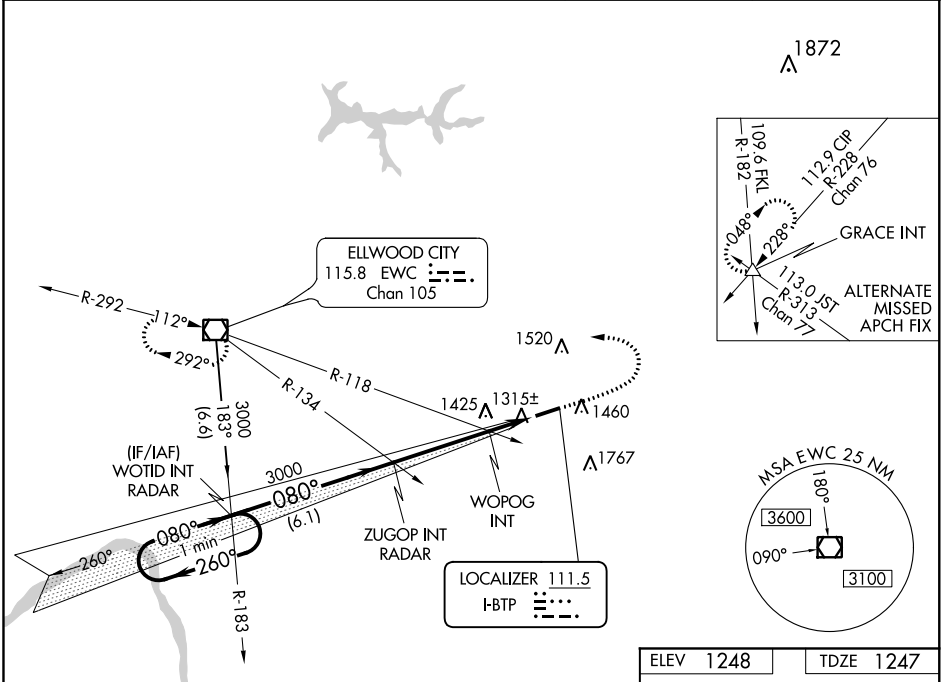 1872
109.6 FKL
R-182
112.9 CIP
R-228
Chan 76
048°
228°
GRACE INT
113.0 JST
R-313
Chan 77
ALTERNATE
MISSED
APCH FIX
ELLWOOD CITY
115.8 EWC
Chan 105
R-292
112°
292°
R-118
R-134
3000
183°
(6.6)
1520
1425
1315±
1460
1767
(IF/IAF)
WOTID INT
RADAR
3000
080°
(6.1)
080°
1 min
260°
260°
ZUGOP INT
RADAR
WOPOG
INT
R-183
LOCALIZER 111.5
I-BTP
MSA EWC 25 NM
180°
3600
090°
3100
ELEV 1248
TDZE 1247